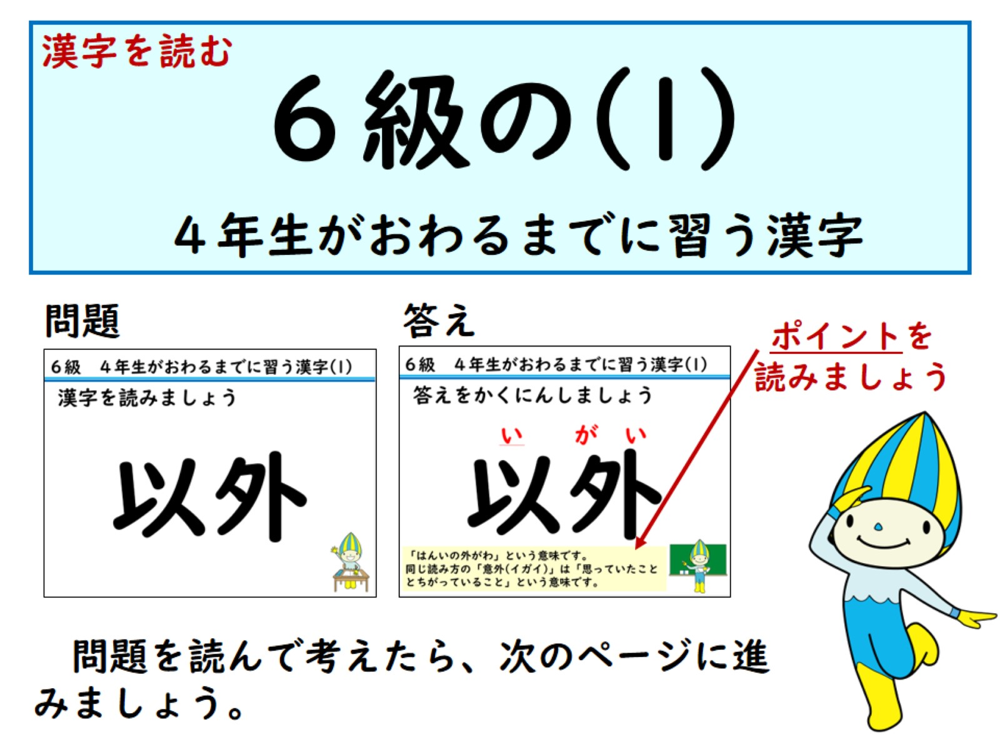 漢字を読む
６級の(1)
４年生がおわるまでに習う漢字
問題
６級　４年生がおわるまでに習う漢字(1)
漢字を読みましょう
以外
答え
６級　４年生がおわるまでに習う漢字(1)
答えをかくにんしましょう
い　が　い
以外
「はんいの外がわ」という意味です。
同じ読み方の「意外(イガイ)」は「思っていたこと
とちがっていること」という意味です。
ポイントを
読みましょう
問題を読んで考えたら、次のページに進
みましょう。